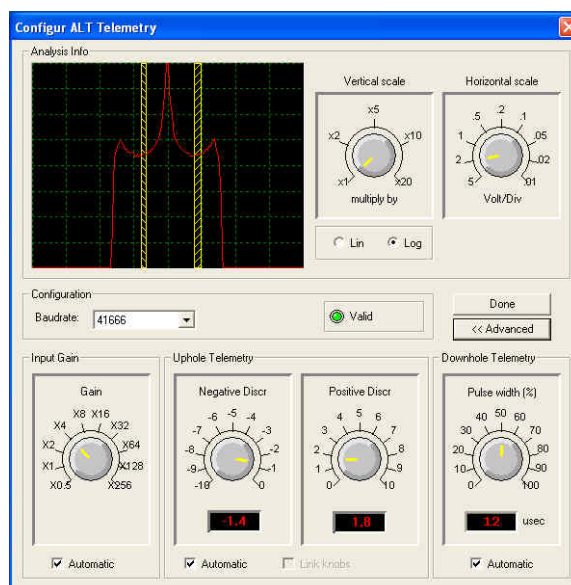 Configur ALT Telemetry
Analysis Info
Vertical scale
x1 x2 x5 x10 x20
multiply by
Horizontal scale
5 2 1 .5 .2 .1 .05 .02 .01
Volt/Div
Lin Log
Configuration
Baudrate: 41666
Valid
Done
<< Advanced
Input Gain
Gain
X0.5 X1 X2 X4 X8 X16 X32 X64 X128 X256
Automatic
Uphole Telemetry
Negative Discr
-10 -9 -8 -7 -6 -5 -4 -3 -2 -1 0
-1.4
Positive Discr
0 1 2 3 4 5 6 7 8 9 10
1.8
Automatic Link knobs
Downhole Telemetry
Pulse width (%)
0 10 20 30 40 50 60 70 80 90 100
12 usec
Automatic